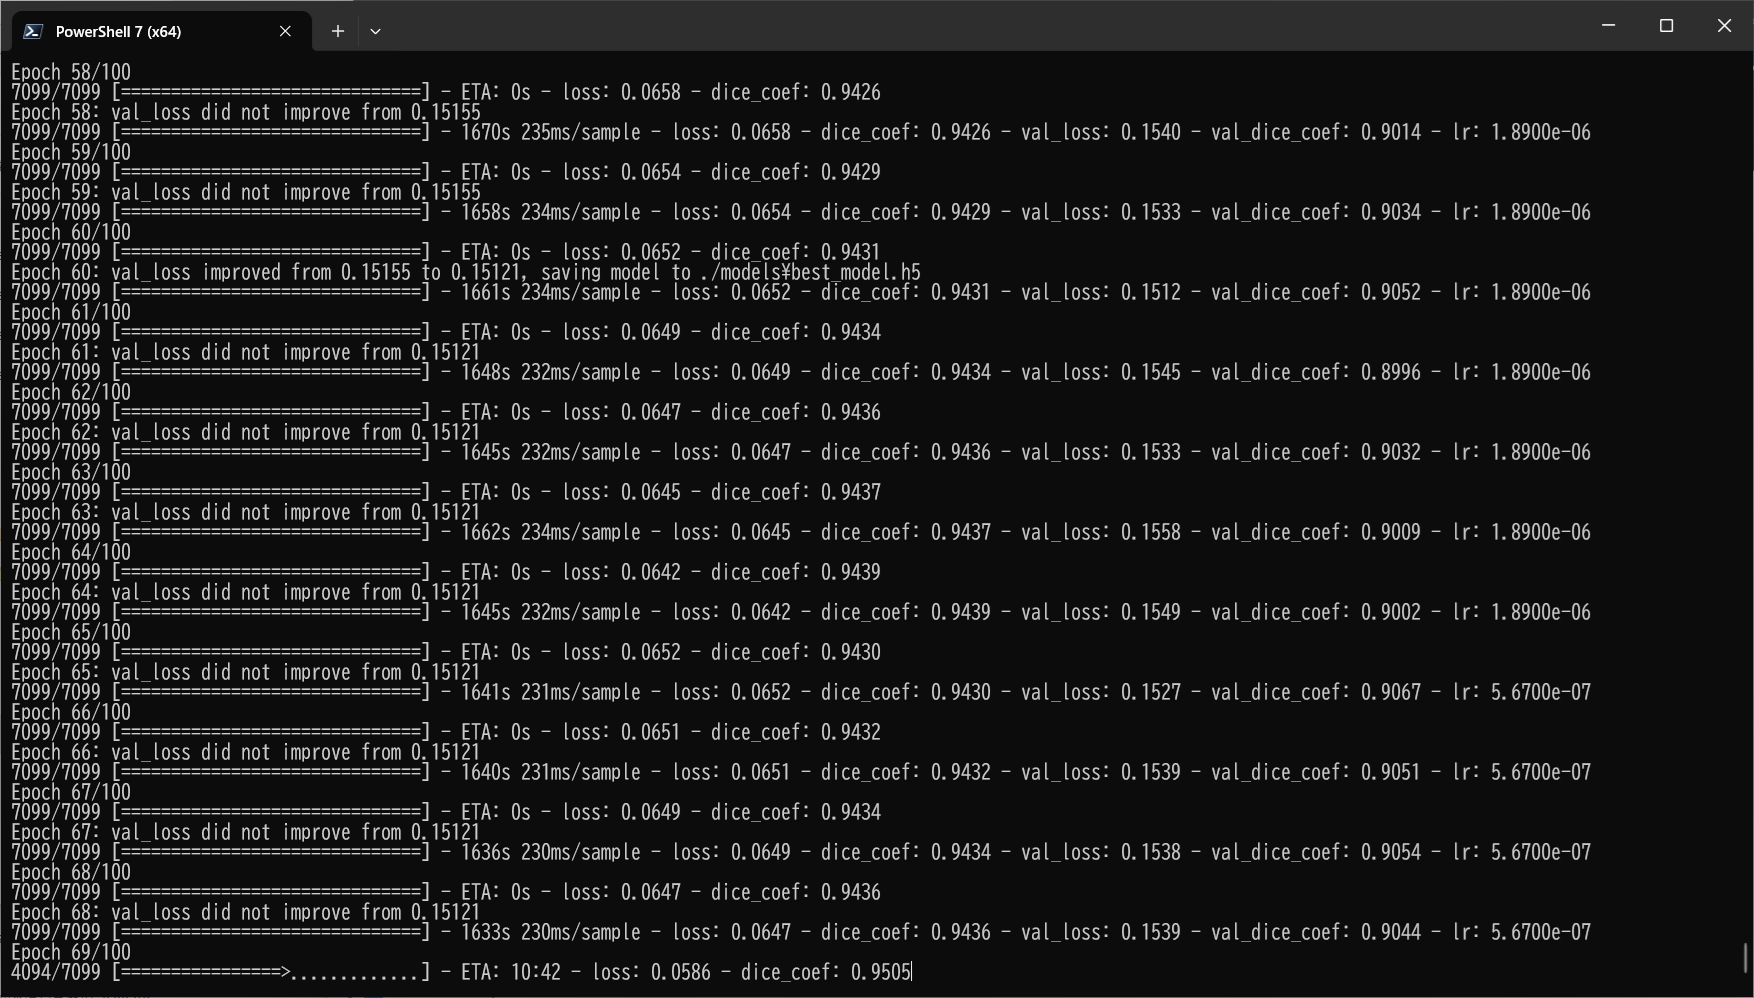 PowerShell 7 (x64)
Epoch 58/100
7099/7099 [==============================] - ETA: 0s - loss: 0.0658 - dice_coef: 0.9426
Epoch 58: val_loss did not improve from 0.15155
7099/7099 [==============================] - 1670s 235ms/sample - loss: 0.0658 - dice_coef: 0.9426 - val_loss: 0.1540 - val_dice_coef: 0.9014 - lr: 1.8900e-06
Epoch 59/100
7099/7099 [==============================] - ETA: 0s - loss: 0.0654 - dice_coef: 0.9429
Epoch 59: val_loss did not improve from 0.15155
7099/7099 [==============================] - 1658s 234ms/sample - loss: 0.0654 - dice_coef: 0.9429 - val_loss: 0.1533 - val_dice_coef: 0.9034 - lr: 1.8900e-06
Epoch 60/100
7099/7099 [==============================] - ETA: 0s - loss: 0.0652 - dice_coef: 0.9431
Epoch 60: val_loss improved from 0.15155 to 0.15121, saving model to ./models¥best_model.h5
7099/7099 [==============================] - 1661s 234ms/sample - loss: 0.0652 - dice_coef: 0.9431 - val_loss: 0.1512 - val_dice_coef: 0.9052 - lr: 1.8900e-06
Epoch 61/100
7099/7099 [==============================] - ETA: 0s - loss: 0.0649 - dice_coef: 0.9434
Epoch 61: val_loss did not improve from 0.15121
7099/7099 [==============================] - 1648s 232ms/sample - loss: 0.0649 - dice_coef: 0.9434 - val_loss: 0.1545 - val_dice_coef: 0.8996 - lr: 1.8900e-06
Epoch 62/100
7099/7099 [==============================] - ETA: 0s - loss: 0.0647 - dice_coef: 0.9436
Epoch 62: val_loss did not improve from 0.15121
7099/7099 [==============================] - 1645s 232ms/sample - loss: 0.0647 - dice_coef: 0.9436 - val_loss: 0.1533 - val_dice_coef: 0.9032 - lr: 1.8900e-06
Epoch 63/100
7099/7099 [==============================] - ETA: 0s - loss: 0.0645 - dice_coef: 0.9437
Epoch 63: val_loss did not improve from 0.15121
7099/7099 [==============================] - 1662s 234ms/sample - loss: 0.0645 - dice_coef: 0.9437 - val_loss: 0.1558 - val_dice_coef: 0.9009 - lr: 1.8900e-06
Epoch 64/100
7099/7099 [==============================] - ETA: 0s - loss: 0.0642 - dice_coef: 0.9439
Epoch 64: val_loss did not improve from 0.15121
7099/7099 [==============================] - 1645s 232ms/sample - loss: 0.0642 - dice_coef: 0.9439 - val_loss: 0.1549 - val_dice_coef: 0.9002 - lr: 1.8900e-06
Epoch 65/100
7099/7099 [==============================] - ETA: 0s - loss: 0.0652 - dice_coef: 0.9430
Epoch 65: val_loss did not improve from 0.15121
7099/7099 [==============================] - 1641s 231ms/sample - loss: 0.0652 - dice_coef: 0.9430 - val_loss: 0.1527 - val_dice_coef: 0.9067 - lr: 5.6700e-07
Epoch 66/100
7099/7099 [==============================] - ETA: 0s - loss: 0.0651 - dice_coef: 0.9432
Epoch 66: val_loss did not improve from 0.15121
7099/7099 [==============================] - 1640s 231ms/sample - loss: 0.0651 - dice_coef: 0.9432 - val_loss: 0.1539 - val_dice_coef: 0.9051 - lr: 5.6700e-07
Epoch 67/100
7099/7099 [==============================] - ETA: 0s - loss: 0.0649 - dice_coef: 0.9434
Epoch 67: val_loss did not improve from 0.15121
7099/7099 [==============================] - 1636s 230ms/sample - loss: 0.0649 - dice_coef: 0.9434 - val_loss: 0.1538 - val_dice_coef: 0.9054 - lr: 5.6700e-07
Epoch 68/100
7099/7099 [==============================] - ETA: 0s - loss: 0.0647 - dice_coef: 0.9436
Epoch 68: val_loss did not improve from 0.15121
7099/7099 [==============================] - 1633s 230ms/sample - loss: 0.0647 - dice_coef: 0.9436 - val_loss: 0.1539 - val_dice_coef: 0.9044 - lr: 5.6700e-07
Epoch 69/100
4094/7099 [================>.............] - ETA: 10:42 - loss: 0.0586 - dice_coef: 0.9505